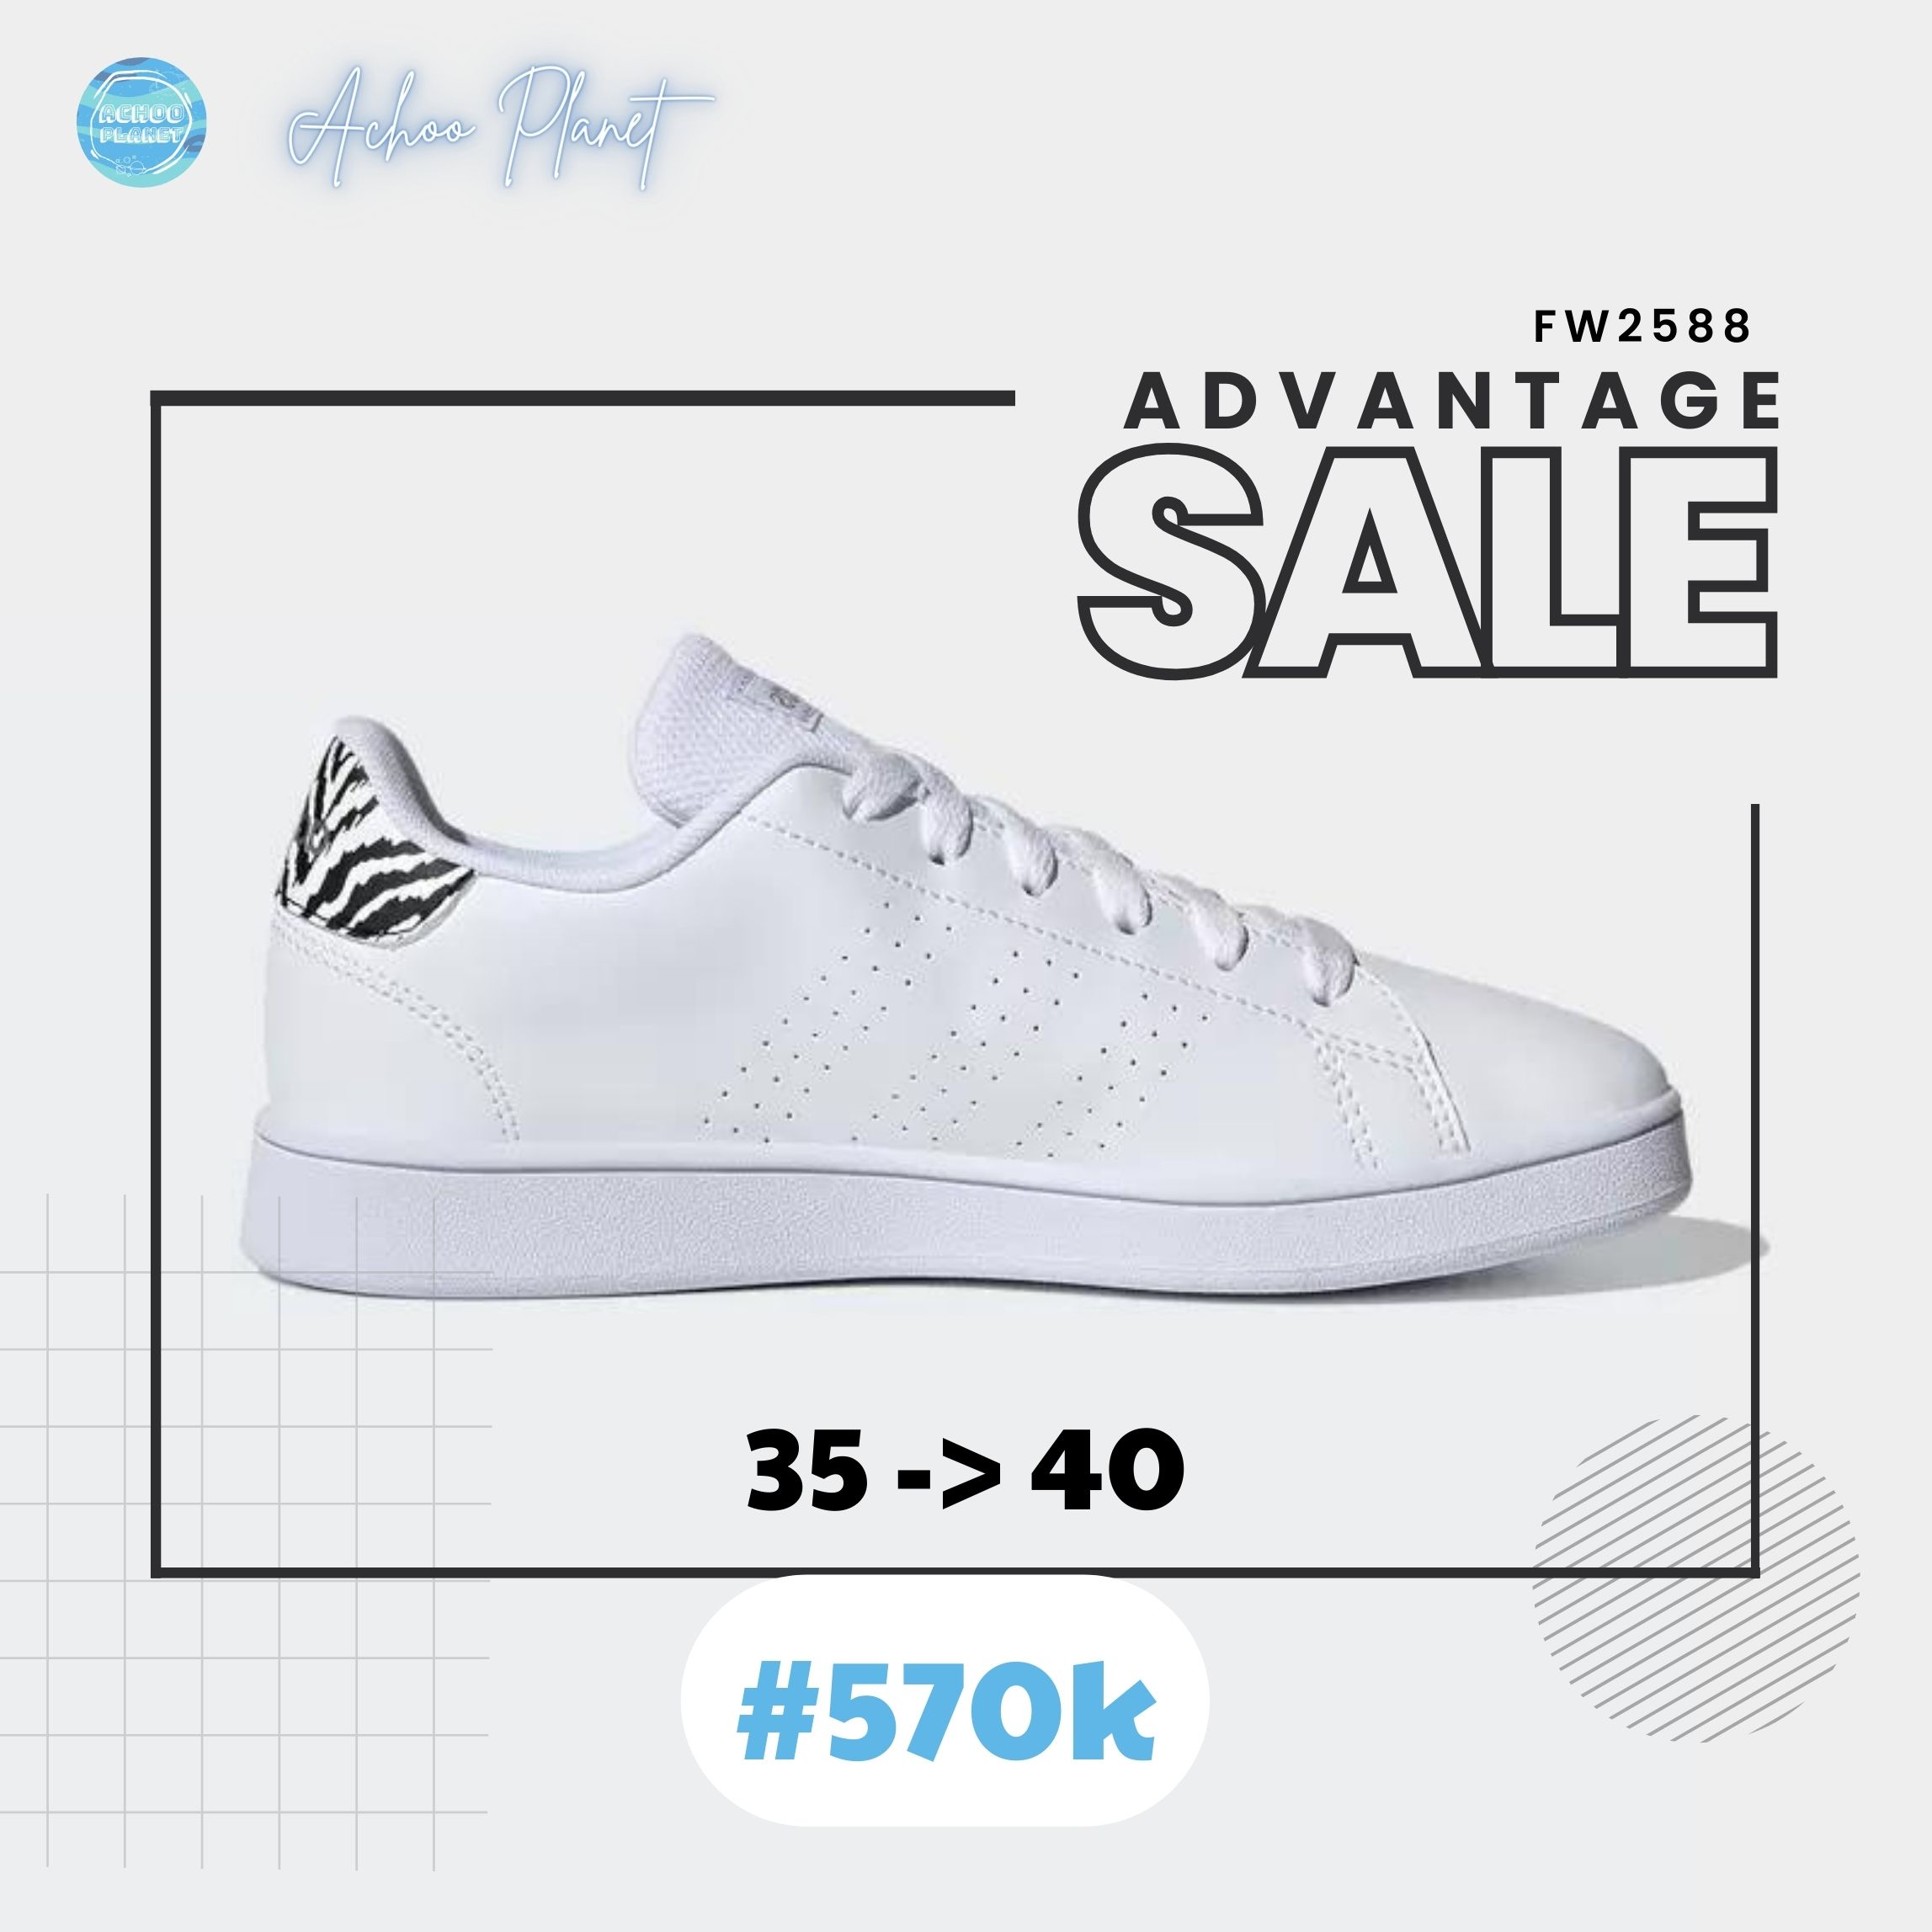 ACHOO
PLANET
Achoo Planet
FW2588
ADVANTAGE
SALE
35 -> 40
#570k